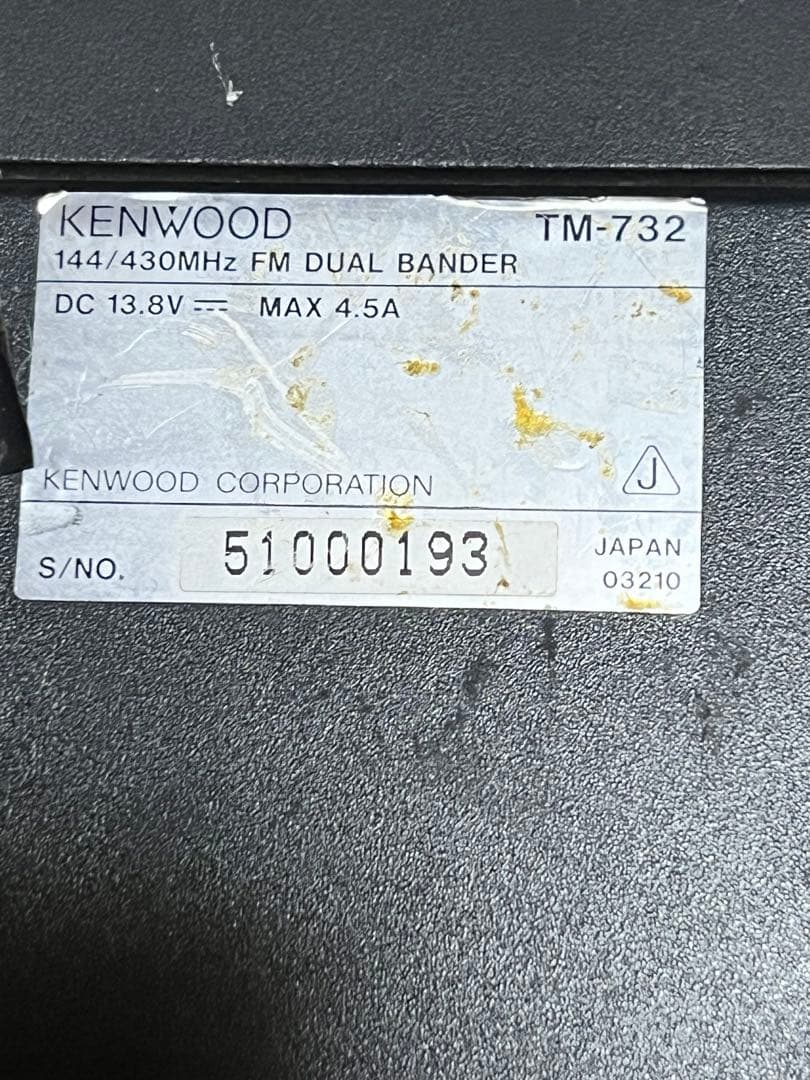 KENWOOD TM-732
144/430MHz FM DUAL BANDER
DC 13.8V ⎓ MAX 4.5A
KENWOOD CORPORATION
J
S/NO. 51000193
JAPAN
03210